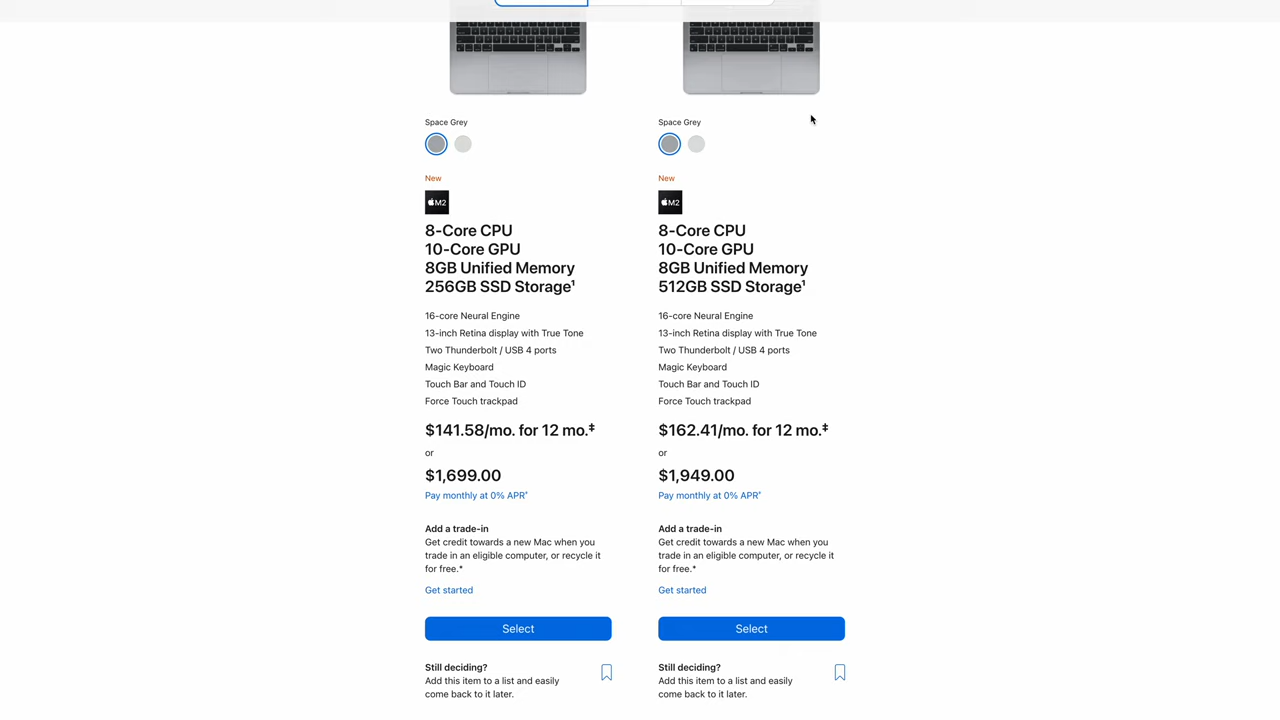 Space Grey
New
M2
8-Core CPU
10-Core GPU
8GB Unified Memory
256GB SSD Storage¹
16-core Neural Engine
13-inch Retina display with True Tone
Two Thunderbolt / USB 4 ports
Magic Keyboard
Touch Bar and Touch ID
Force Touch trackpad
$141.58/mo. for 12 mo.‡
or
$1,699.00
Pay monthly at 0% APR⁺
Add a trade-in
Get credit towards a new Mac when you
trade in an eligible computer, or recycle it
for free.*
Get started
Select
Still deciding?
Add this item to a list and easily
come back to it later.
Space Grey
New
M2
8-Core CPU
10-Core GPU
8GB Unified Memory
512GB SSD Storage¹
16-core Neural Engine
13-inch Retina display with True Tone
Two Thunderbolt / USB 4 ports
Magic Keyboard
Touch Bar and Touch ID
Force Touch trackpad
$162.41/mo. for 12 mo.‡
or
$1,949.00
Pay monthly at 0% APR⁺
Add a trade-in
Get credit towards a new Mac when you
trade in an eligible computer, or recycle it
for free.*
Get started
Select
Still deciding?
Add this item to a list and easily
come back to it later.